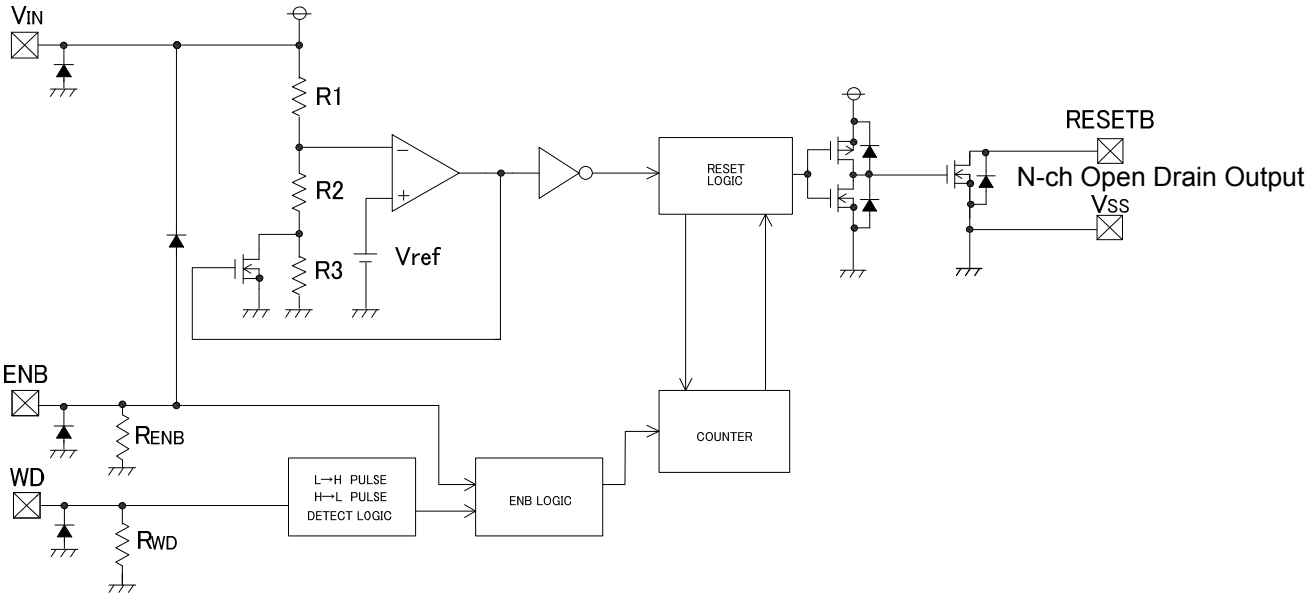 VIN
R1
R2
R3
Vref
RESET
LOGIC
RESETB
N-ch Open Drain Output
VSS
ENB
RENB
COUNTER
WD
RWD
L→H PULSE
H→L PULSE
DETECT LOGIC
ENB LOGIC